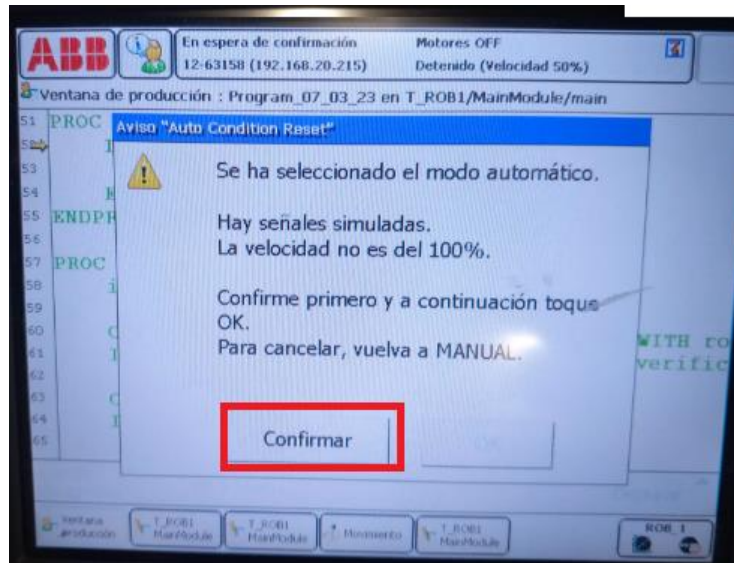 ABB
En espera de confirmación
12-63158 (192.168.20.215)
Motores OFF
Detenido (Velocidad 50%)
Ventana de producción : Program_07_03_23 en T_ROB1/MainModule/main
Aviso "Auto Condition Reset"
Se ha seleccionado el modo automático.
Hay señales simuladas.
La velocidad no es del 100%.
Confirme primero y a continuación toque
OK.
Para cancelar, vuelva a MANUAL.
Confirmar
51 PROC
53
54
55 ENDPR
56
57 PROC
58 i
59
60 C WITH ro
61 I verific
62
63
64
65
Ventana producción
T_ROB1 MainModule
T_ROB1 MainModule
Movimiento
T_ROB1 MainModule
ROB_1